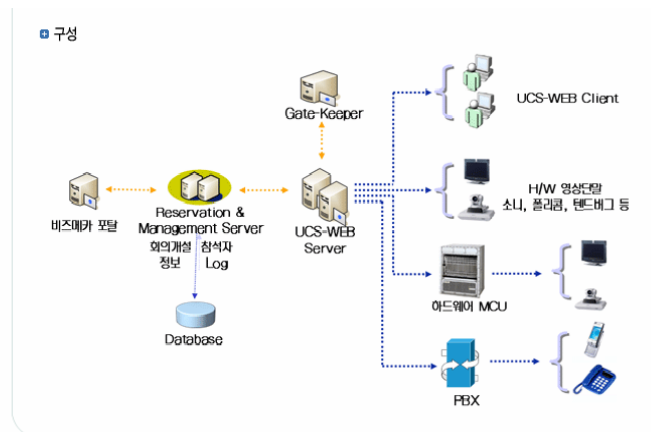 구성
Gate-Keeper
UCS-WEB Client
H/W 영상단말
소니, 폴리콤, 텐드버그 등
비즈메카 포탈
Reservation &
Management Server
회의개설 참석자
정보 Log
UCS-WEB
Server
하드웨어 MCU
Database
PBX